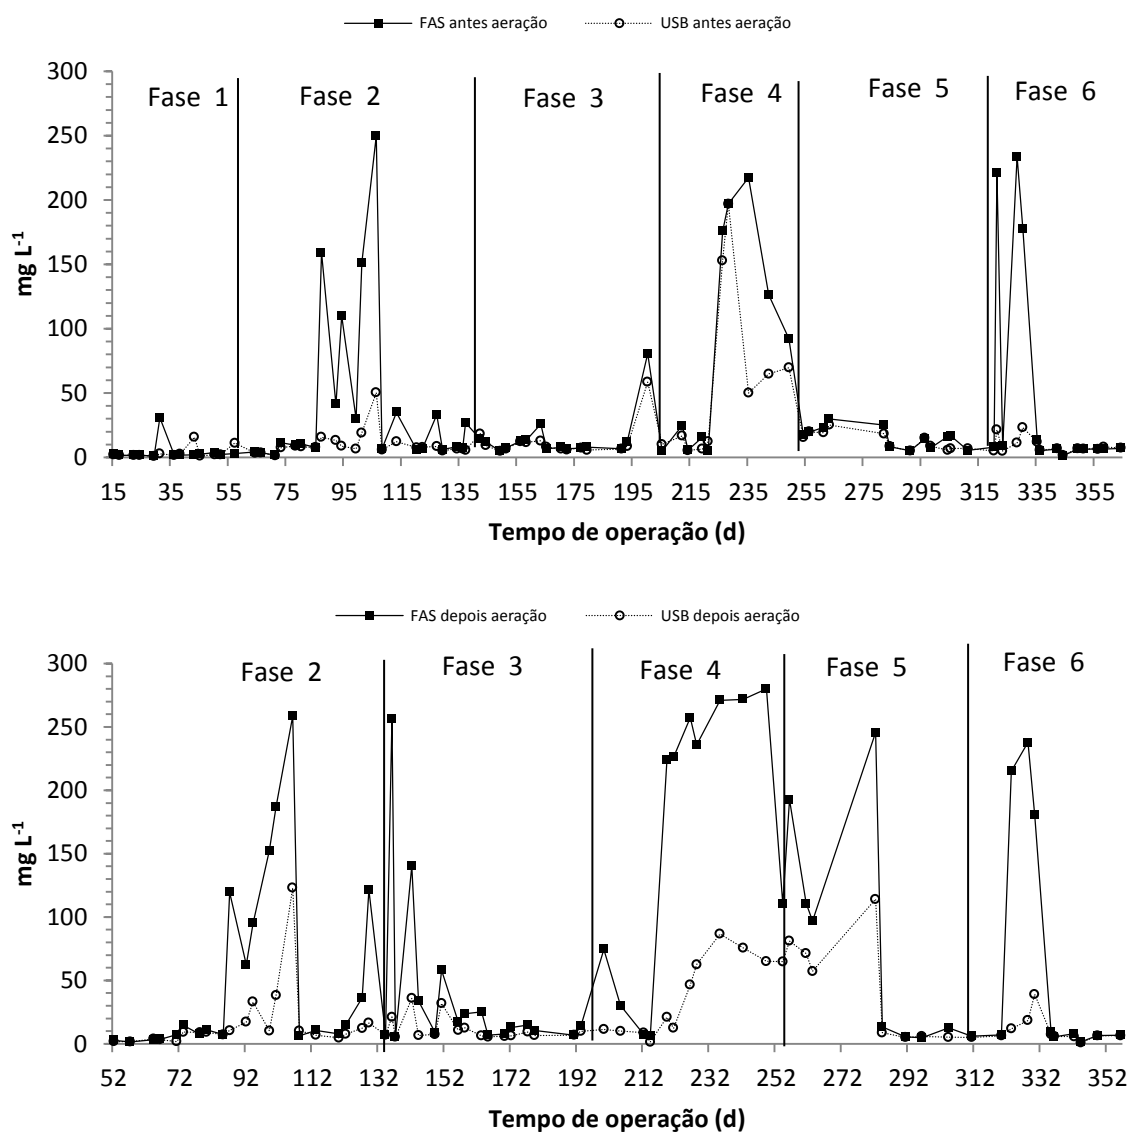 FAS antes aeração USB antes aeração
Fase 1 Fase 2 Fase 3 Fase 4 Fase 5 Fase 6
300
250
200
150
100
50
0
mg L-1
15 35 55 75 95 115 135 155 175 195 215 235 255 275 295 315 335 355
Tempo de operação (d)
FAS depois aeração USB depois aeração
Fase 2 Fase 3 Fase 4 Fase 5 Fase 6
300
250
200
150
100
50
0
mg L-1
52 72 92 112 132 152 172 192 212 232 252 272 292 312 332 352
Tempo de operação (d)